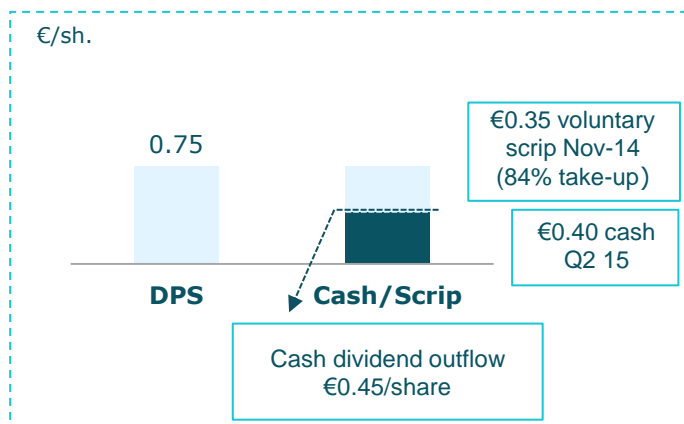 €/sh.
0.75
€0.35 voluntary
scrip Nov-14
(84% take-up)
€0.40 cash
Q2 15
DPS
Cash/Scrip
Cash dividend outflow
€0.45/share